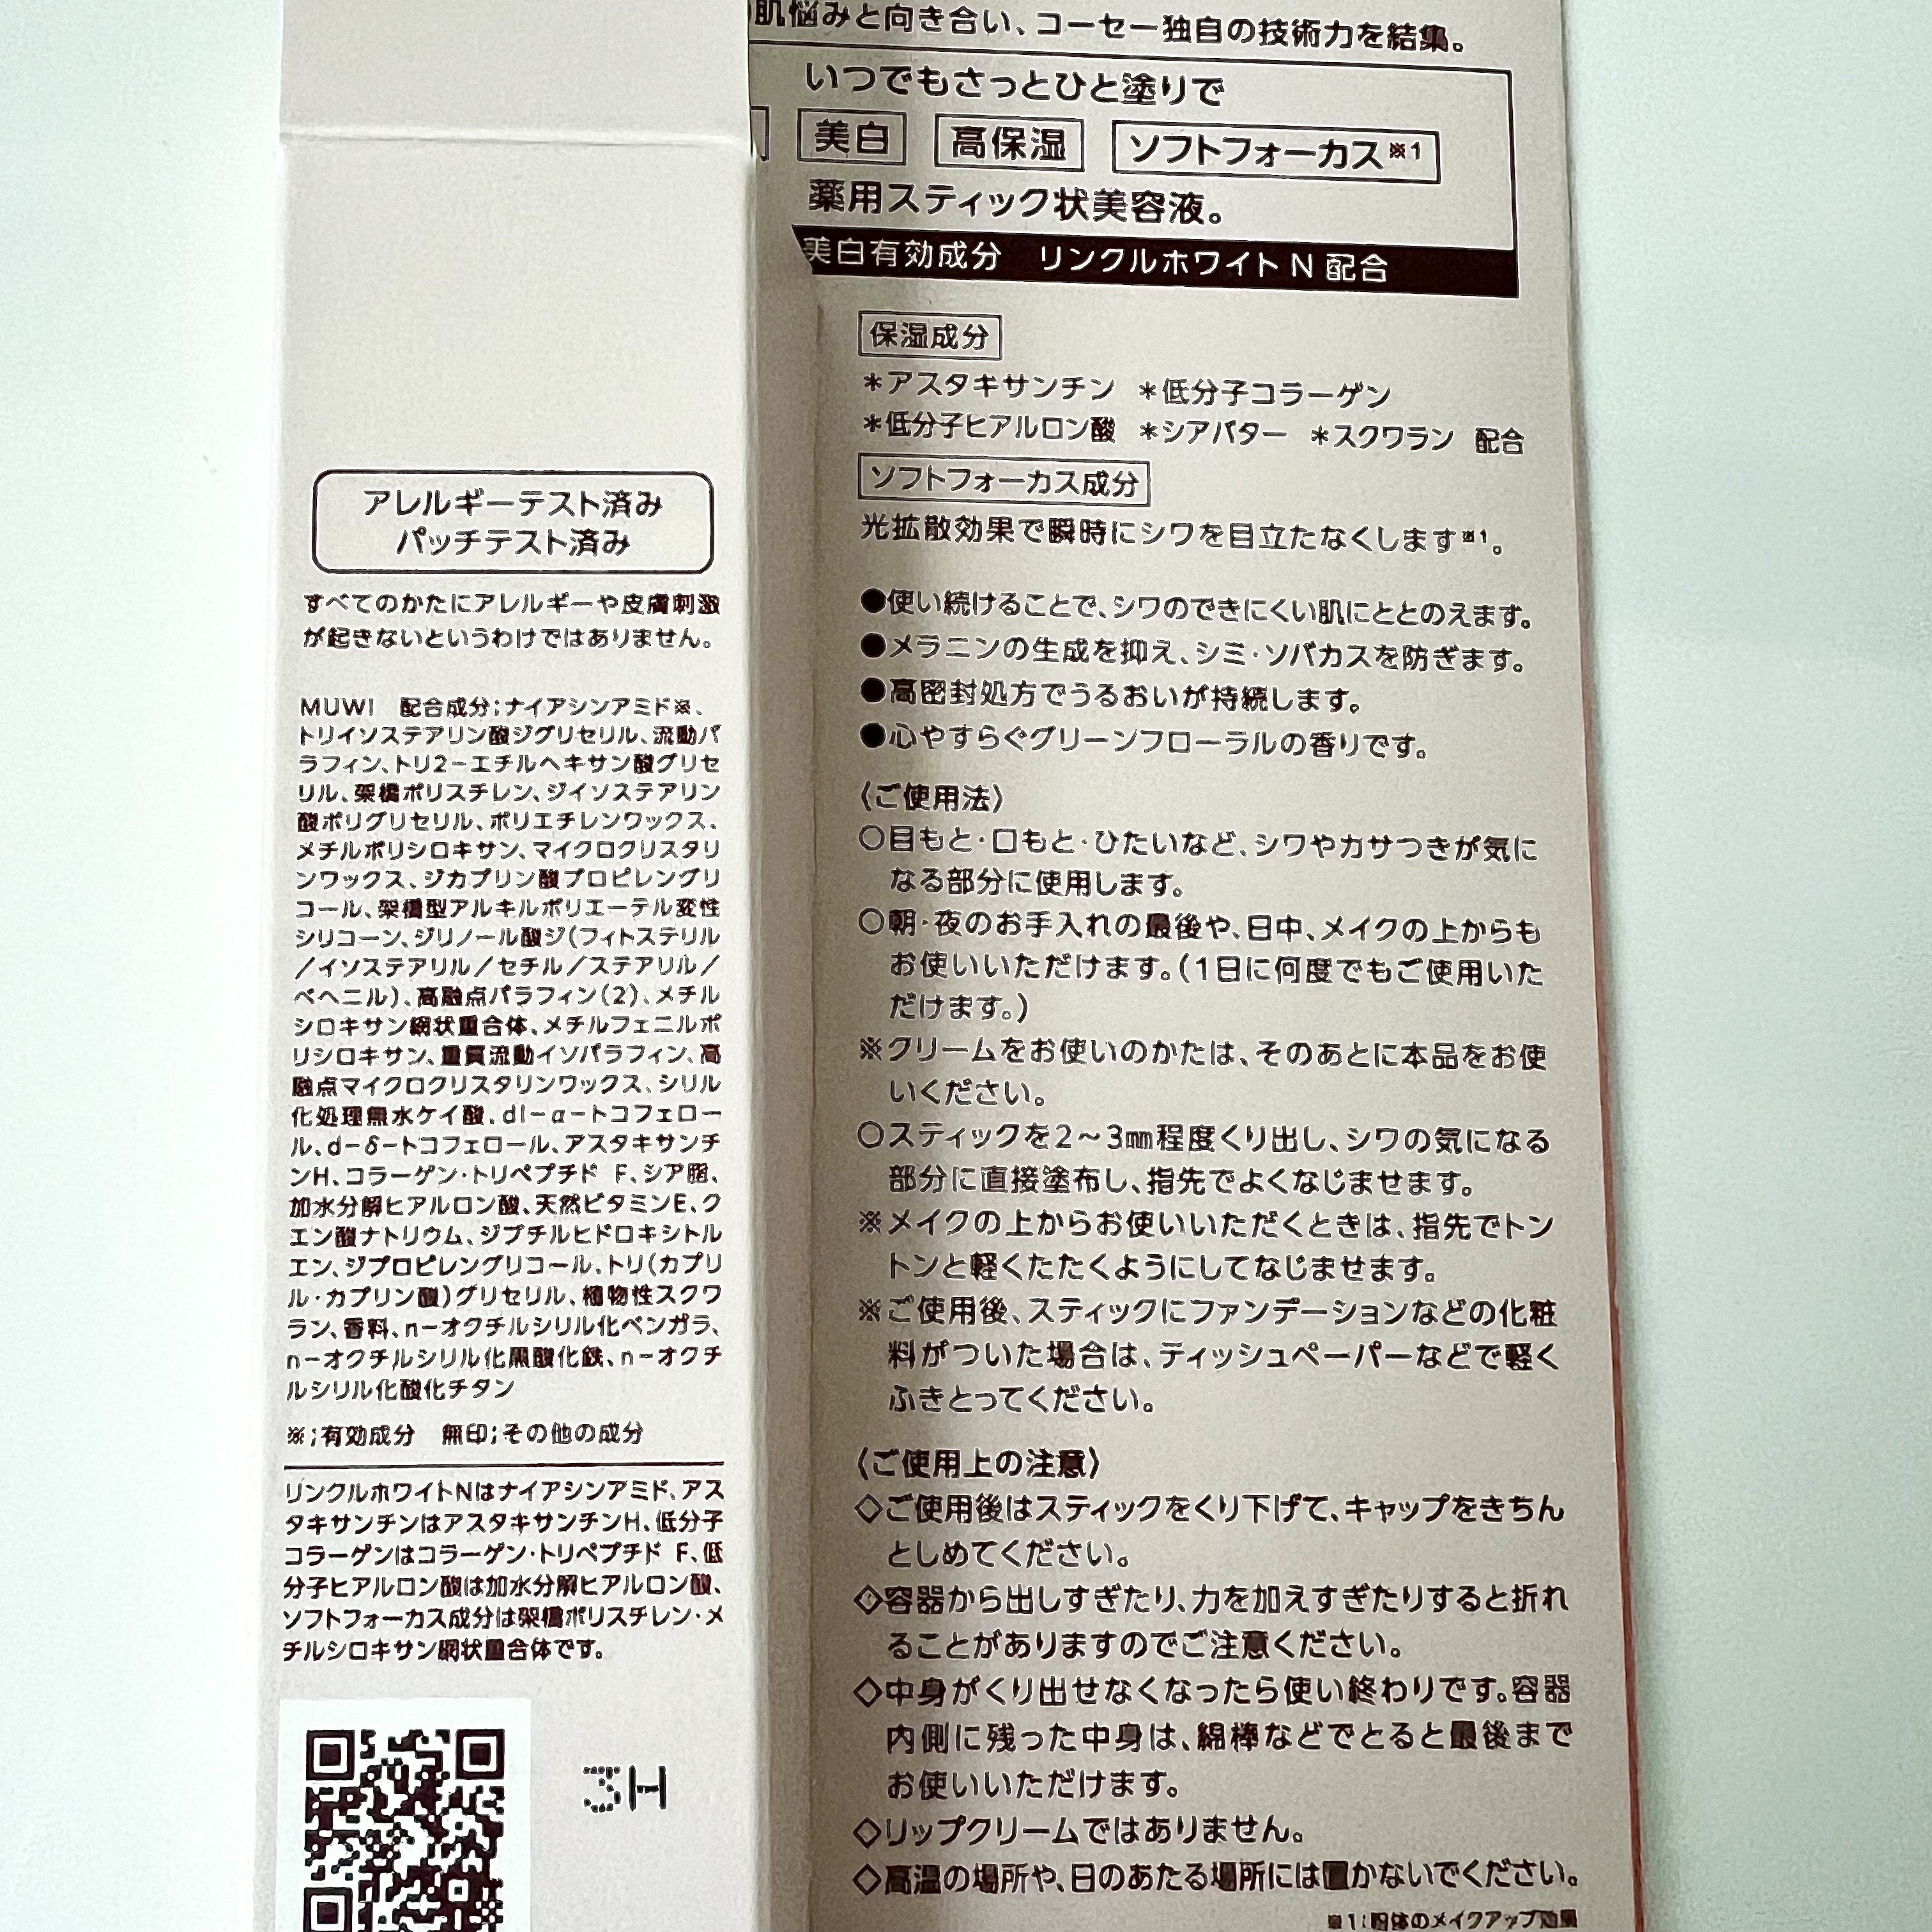 アレルギーテスト済み
パッチテスト済み
すべてのかたにアレルギーや皮膚刺激
が起きないというわけではありません。
MUWI 配合成分;ナイアシンアミド※、
トリイソステアリン酸ジグリセリル、流動パ
ラフィン、トリ2-エチルヘキサン酸グリセ
リル、架橋ポリスチレン、ジイソステアリン
酸ポリグリセリル、ポリエチレンワックス、
メチルポリシロキサン、マイクロクリスタリ
ンワックス、ジカプリン酸プロピレングリ
コール、架橋型アルキルポリエーテル変性
シリコーン、ジリノール酸ジ(フィトステリル
/イソステアリル/セチル/ステアリル/
ベヘニル)、高融点パラフィン(2)、メチル
シロキサン網状重合体、メチルフェニルポ
リシロキサン、重質流動イソパラフィン、高
融点マイクロクリスタリンワックス、シリル
化処理無水ケイ酸、dl-α-トコフェロー
ル、d-δ-トコフェロール、アスタキサンチ
ンH、コラーゲン・トリペプチド F、シア脂、
加水分解ヒアルロン酸、天然ビタミンE、ク
エン酸ナトリウム、ジブチルヒドロキシトル
エン、ジプロピレングリコール、トリ(カプリ
ル・カプリン酸)グリセリル、植物性スクワ
ラン、香料、n-オクチルシリル化ベンガラ、
n-オクチルシリル化黒酸化鉄、n-オクチ
ルシリル化酸化チタン
※;有効成分 無印;その他の成分
リンクルホワイトNはナイアシンアミド、アス
タキサンチンはアスタキサンチンH、低分子
コラーゲンはコラーゲン・トリペプチド F、低
分子ヒアルロン酸は加水分解ヒアルロン酸、
ソフトフォーカス成分は架橋ポリスチレン・メ
チルシロキサン網状重合体です。
3H
肌悩みと向き合い、コーセー独自の技術力を結集。
いつでもさっとひと塗りで
美白 高保湿 ソフトフォーカス※1
薬用スティック状美容液。
美白有効成分 リンクルホワイトN 配合
保湿成分
＊アスタキサンチン ＊低分子コラーゲン
＊低分子ヒアルロン酸 ＊シアバター ＊スクワラン 配合
ソフトフォーカス成分
光拡散効果で瞬時にシワを目立たなくします※1。
●使い続けることで、シワのできにくい肌にととのえます。
●メラニンの生成を抑え、シミ・ソバカスを防ぎます。
●高密封処方でうるおいが持続します。
●心やすらぐグリーンフローラルの香りです。
〈ご使用法〉
○目もと・口もと・ひたいなど、シワやカサつきが気に
なる部分に使用します。
○朝・夜のお手入れの最後や、日中、メイクの上からも
お使いいただけます。(1日に何度でもご使用いた
だけます。)
※クリームをお使いのかたは、そのあとに本品をお使
いください。
○スティックを2～3㎜程度くり出し、シワの気になる
部分に直接塗布し、指先でよくなじませます。
※メイクの上からお使いいただくときは、指先でトン
トンと軽くたたくようにしてなじませます。
※ご使用後、スティックにファンデーションなどの化粧
料がついた場合は、ティッシュペーパーなどで軽く
ふきとってください。
〈ご使用上の注意〉
◇ご使用後はスティックをくり下げて、キャップをきちん
としめてください。
◇容器から出しすぎたり、力を加えすぎたりすると折れ
ることがありますのでご注意ください。
◇中身がくり出せなくなったら使い終わりです。容器
内側に残った中身は、綿棒などでとると最後まで
お使いいただけます。
◇リップクリームではありません。
◇高温の場所や、日のあたる場所には置かないでください。
※1:粉体のメイクアップ効果